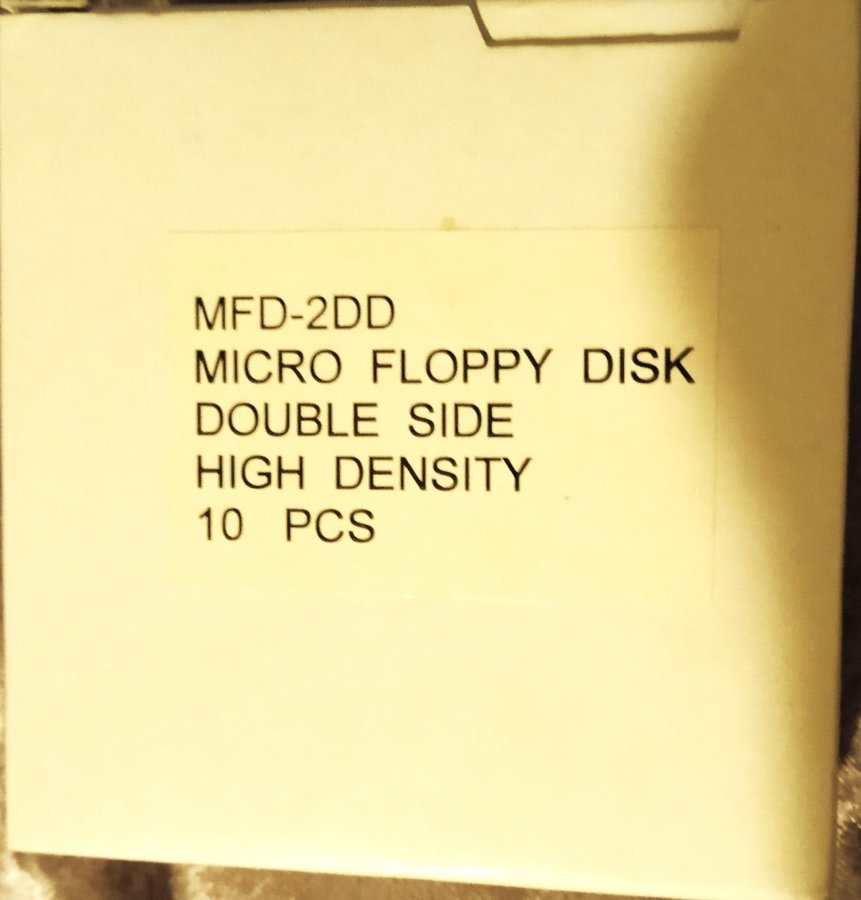 MFD-2DD
MICRO FLOPPY DISK
DOUBLE SIDE
HIGH DENSITY
10 PCS